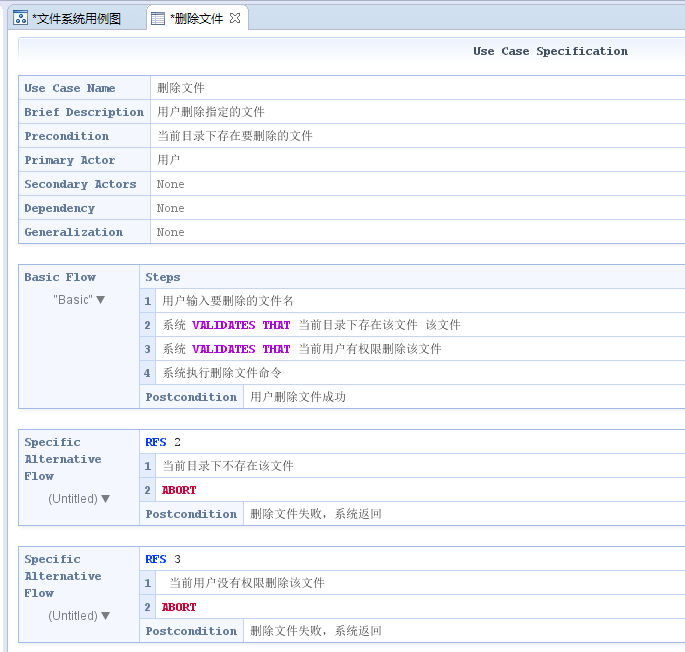 *文件系统用例图 *删除文件
Use Case Specification
Use Case Name 删除文件
Brief Description 用户删除指定的文件
Precondition 当前目录下存在要删除的文件
Primary Actor 用户
Secondary Actors None
Dependency None
Generalization None
Basic Flow Steps
"Basic" ▼ 1 用户输入要删除的文件名
2 系统 VALIDATES THAT 当前目录下存在该文件 该文件
3 系统 VALIDATES THAT 当前用户有权限删除该文件
4 系统执行删除文件命令
Postcondition 用户删除文件成功
Specific Alternative Flow RFS 2
(Untitled) ▼ 1 当前目录下不存在该文件
2 ABORT
Postcondition 删除文件失败，系统返回
Specific Alternative Flow RFS 3
(Untitled) ▼ 1 当前用户没有权限删除该文件
2 ABORT
Postcondition 删除文件失败，系统返回